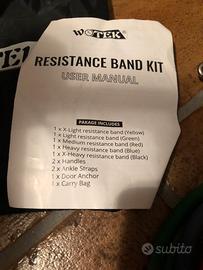 WOTEK
RESISTANCE BAND KIT
USER MANUAL
PAKAGE INCLUDES
1 x X-Light resistance band (Yellow)
1 x Light resistance band (Green)
1 x Medium resistance band (Red)
1 x Heavy resistance band (Blue)
1 x X-Heavy resistance band (Black)
2 x Handles
2 x Ankle Straps
1 x Door Anchor
1 x Carry Bag
subito